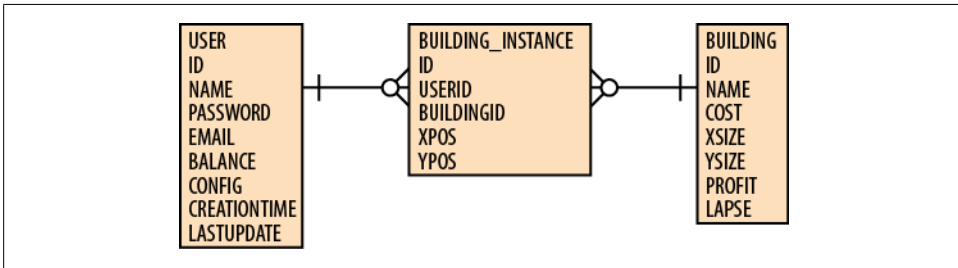 USER
ID
NAME
PASSWORD
EMAIL
BALANCE
CONFIG
CREATIONTIME
LASTUPDATE
BUILDING_INSTANCE
ID
USERID
BUILDINGID
XPOS
YPOS
BUILDING
ID
NAME
COST
XSIZE
YSIZE
PROFIT
LAPSE